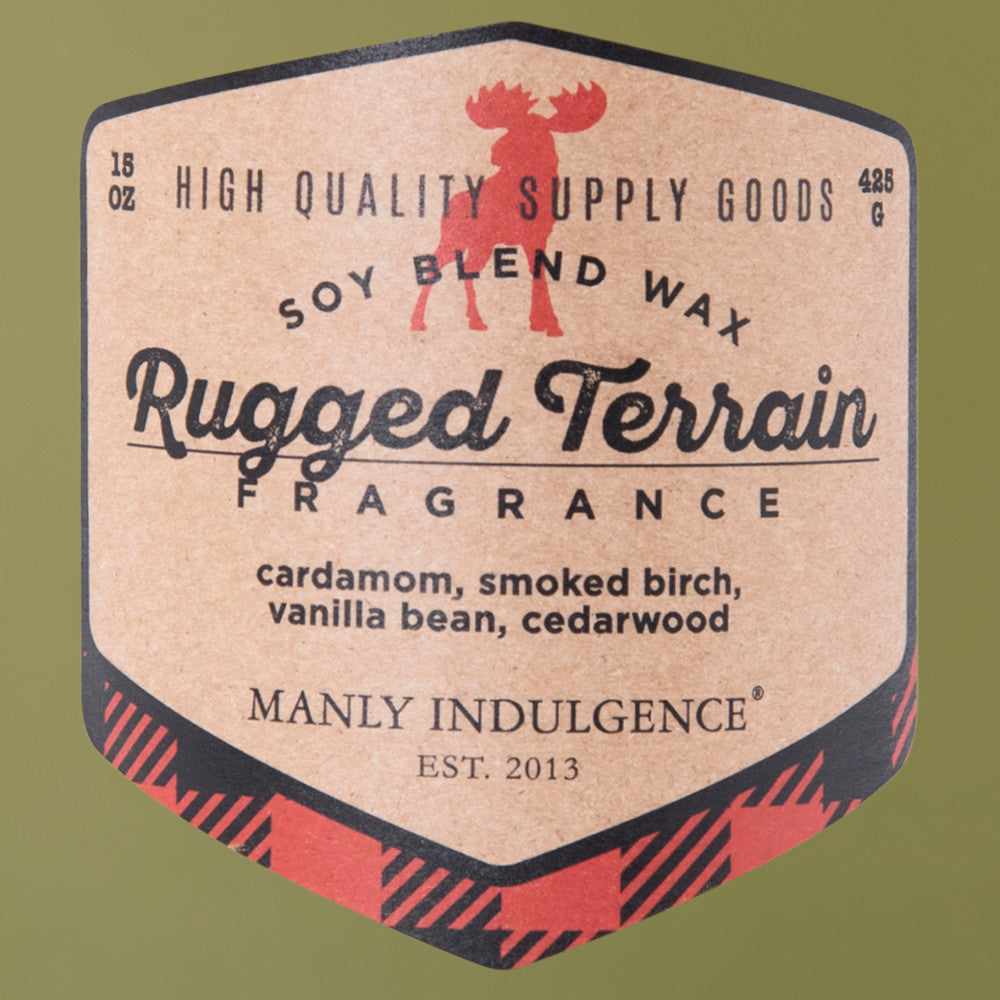 15
OZ
HIGH QUALITY SUPPLY GOODS
425
G
SOY BLEND WAX
Rugged Terrain
FRAGRANCE
cardamom, smoked birch,
vanilla bean, cedarwood
MANLY INDULGENCE®
EST. 2013